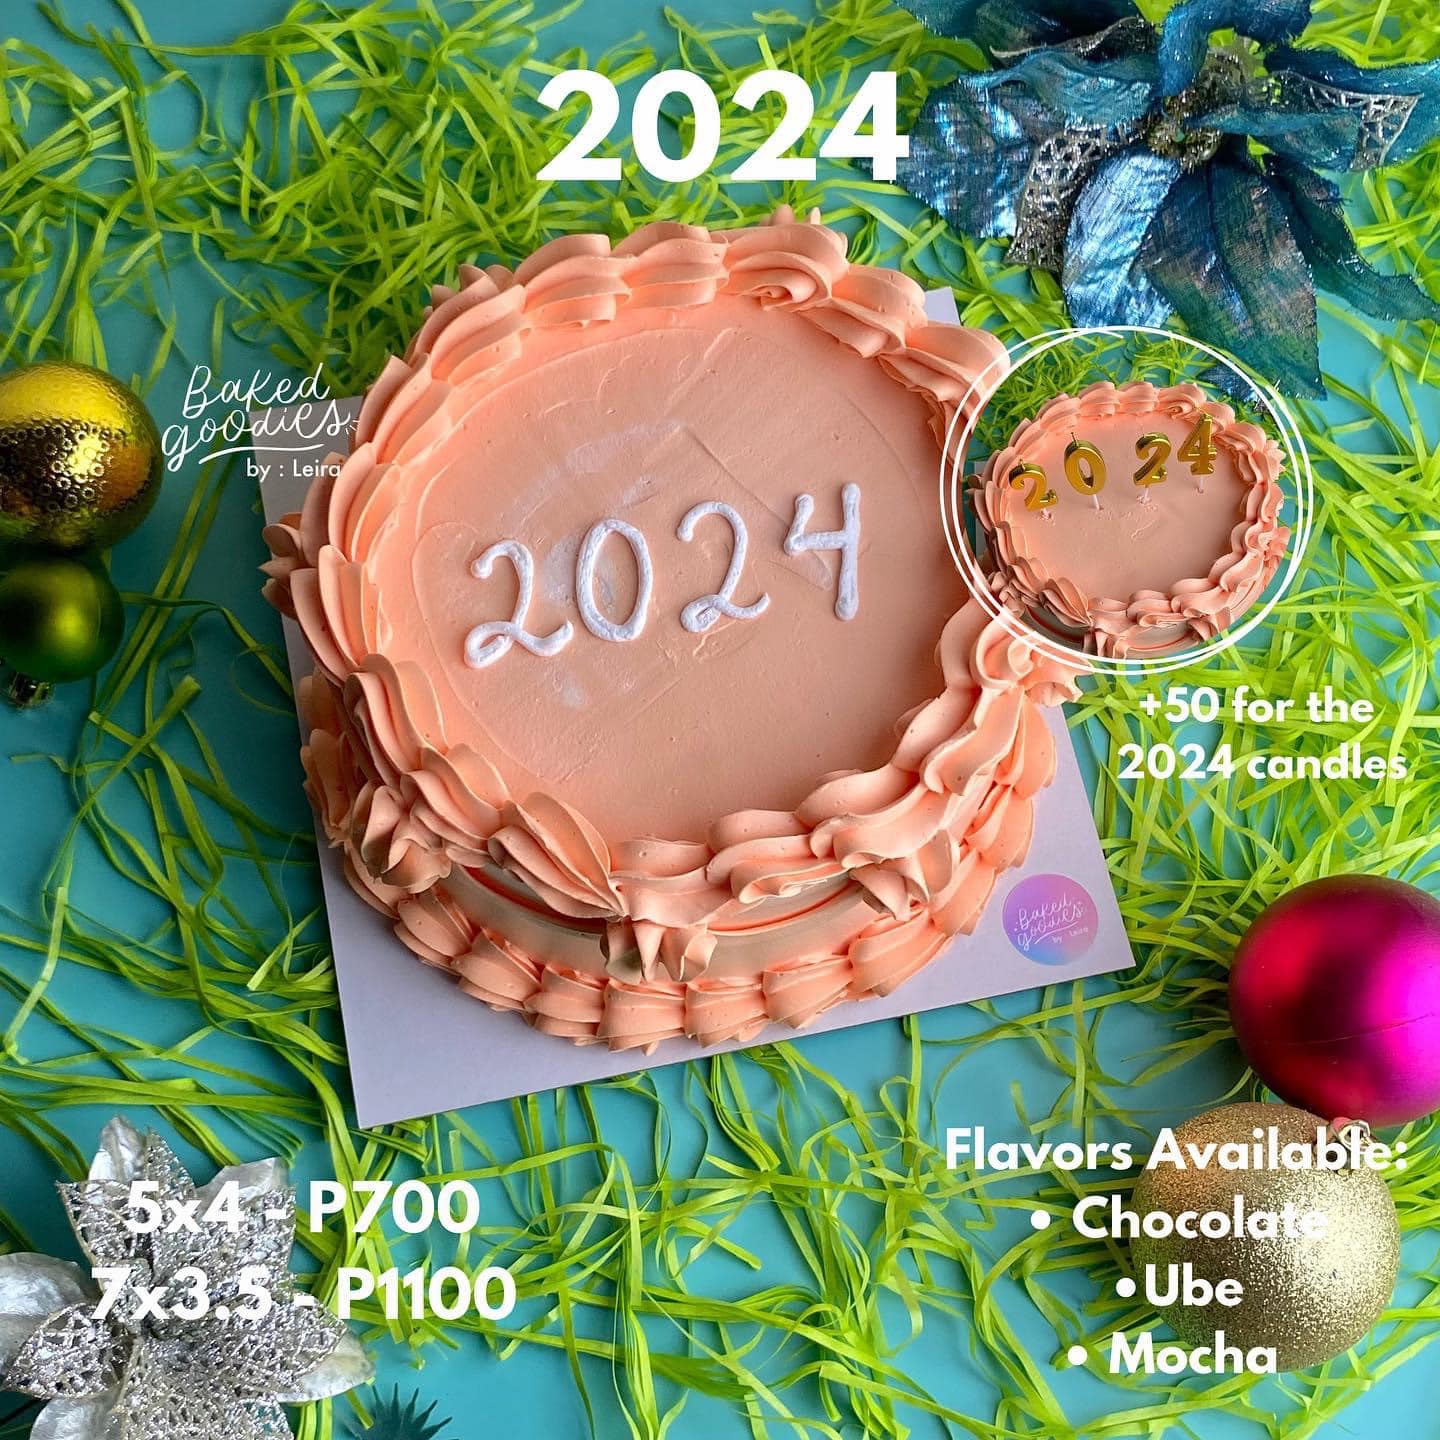 2024
Baked
goodies
by : Leira
2024
2024
+50 for the
2024 candles
Baked
goodies
by : Leira
5x4 - P700
7x3.5 - P1100
Flavors Available:
• Chocolate
•Ube
• Mocha